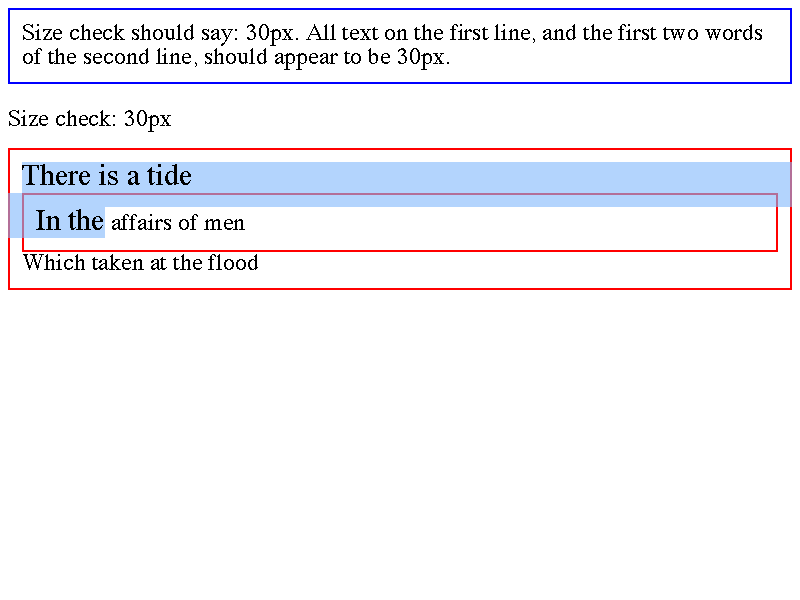 Size check should say: 30px. All text on the first line, and the first two words
of the second line, should appear to be 30px.
Size check: 30px
There is a tide
In the affairs of men
Which taken at the flood